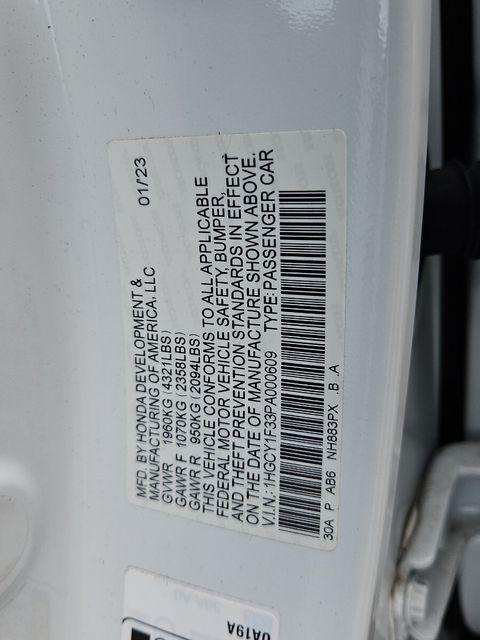 MFD. BY HONDA DEVELOPMENT & 01/'23
MANUFACTURING OF AMERICA, LLC
GVWR 1960KG (4321LBS)
GAWR F 1070KG (2358LBS)
GAWR R 950KG (2094LBS)
THIS VEHICLE CONFORMS TO ALL APPLICABLE
FEDERAL MOTOR VEHICLE SAFETY, BUMPER,
AND THEFT PREVENTION STANDARDS IN EFFECT
ON THE DATE OF MANUFACTURE SHOWN ABOVE.
V.I.N.: 1HGCY1F33PA000609 TYPE:PASSENGER CAR
30A P AB6 NH883PX .B .A
0A19A